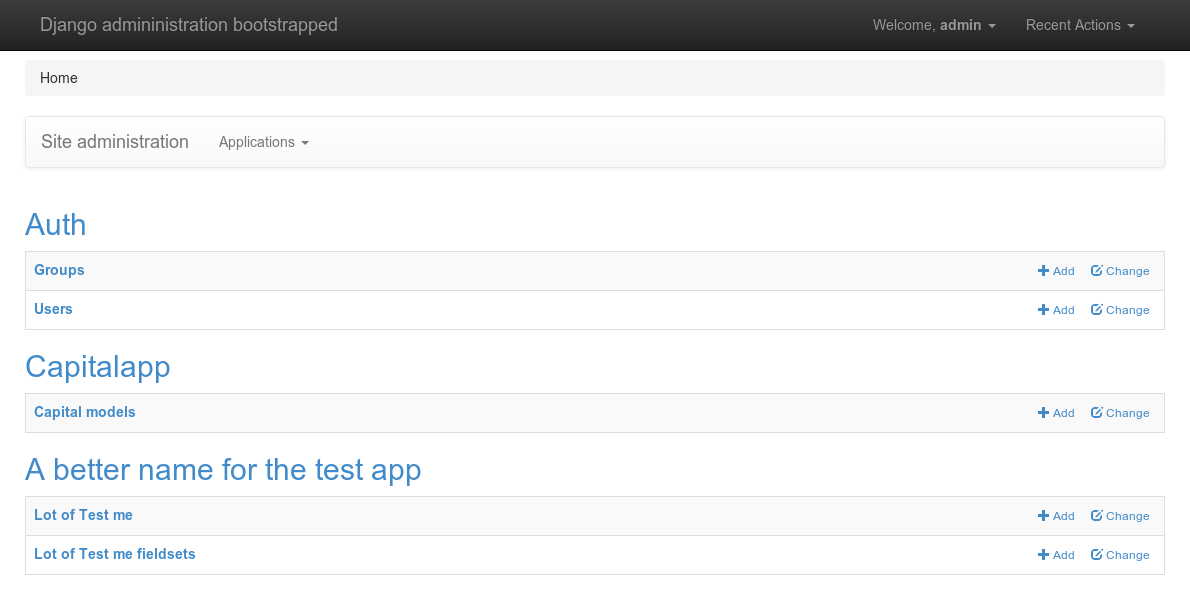 Django admininistration bootstrapped Welcome, admin Recent Actions
Home
Site administration Applications
Auth
Groups Add Change
Users Add Change
Capitalapp
Capital models Add Change
A better name for the test app
Lot of Test me Add Change
Lot of Test me fieldsets Add Change